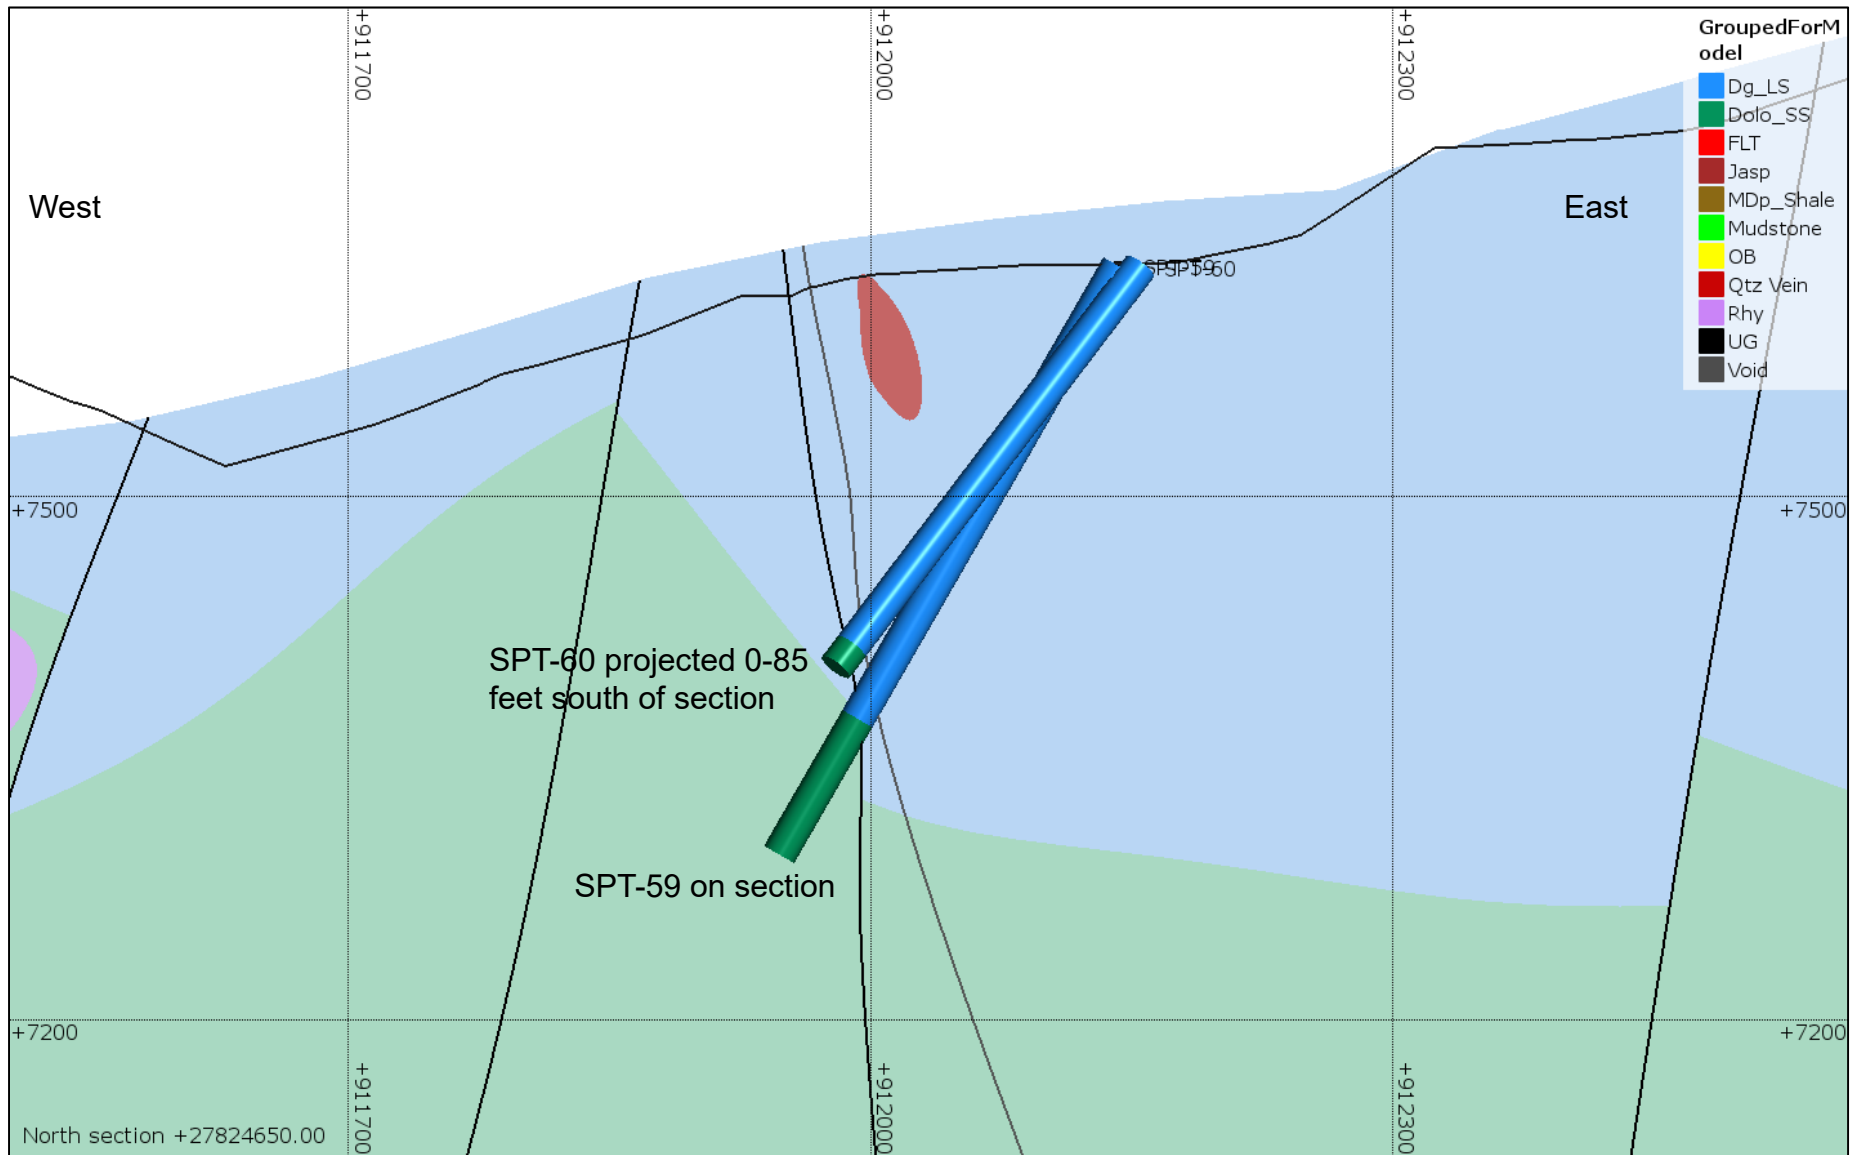 +911700
+912000
+912300
GroupedForM
odel
Dg_LS
Dolo_SS
FLT
Jasp
MDp_Shale
Mudstone
OB
Qtz Vein
Rhy
UG
Void
West
East
SPT-60
+7500
+7500
SPT-60 projected 0-85
feet south of section
SPT-59 on section
+7200
+7200
+911700
+912000
+912300
North section +27824650.00